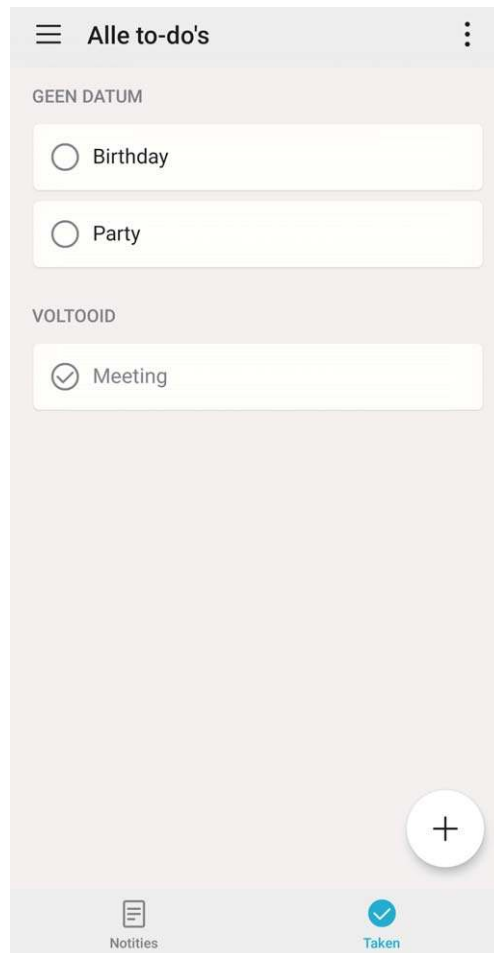 Alle to-do's
GEEN DATUM
Birthday
Party
VOLTOOID
Meeting
Notities
Taken